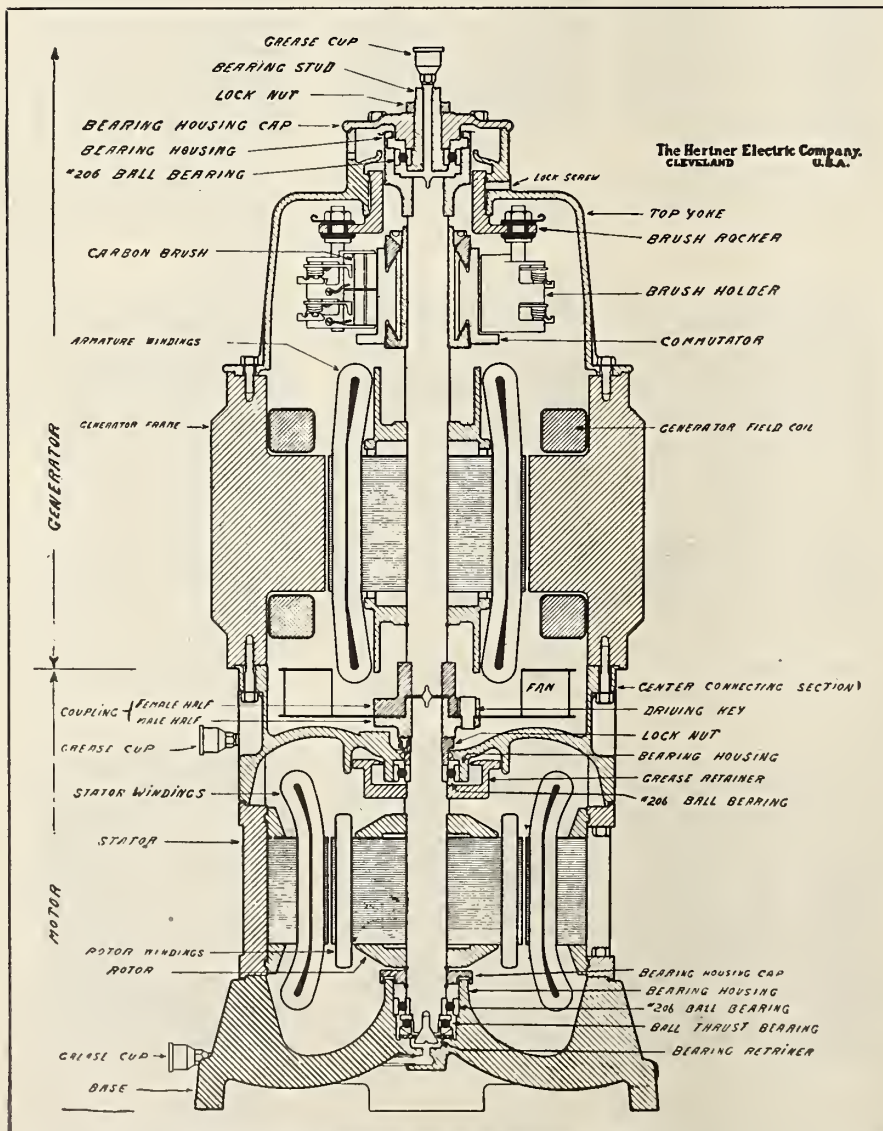 GREASE CUP
BEARING STUD
LOCK NUT
BEARING HOUSING CAP
BEARING HOUSING
#206 BALL BEARING
The Hertner Electric Company.
CLEVELAND U.S.A.
LOCK SCREW
TOP YOKE
BRUSH ROCKER
CARBON BRUSH
BRUSH HOLDER
ARMATURE WINDINGS
COMMUTATOR
GENERATOR FRAME
GENERATOR FIELD COIL
GENERATOR
FAN
CENTER CONNECTING SECTION
COUPLING { FEMALE HALF
MALE HALF
DRIVING KEY
LOCK NUT
GREASE CUP
BEARING HOUSING
GREASE RETAINER
STATOR WINDINGS
#206 BALL BEARING
STATOR
MOTOR
ROTOR WINDINGS
ROTOR
BEARING HOUSING CAP
BEARING HOUSING
#206 BALL BEARING
BALL THRUST BEARING
GREASE CUP
BEARING RETAINER
BASE